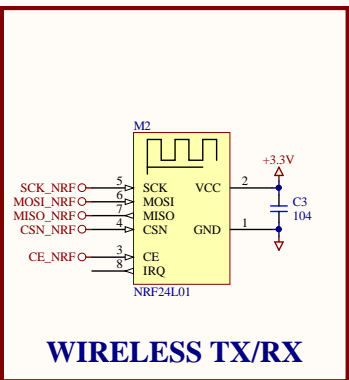 M2
+3.3V
SCK_NRF 5 SCK VCC 2
MOSI_NRF 6 MOSI
MISO_NRF 7 MISO
CSN_NRF 4 CSN GND 1
C3
104
CE_NRF 3 CE
8 IRQ
NRF24L01
WIRELESS TX/RX